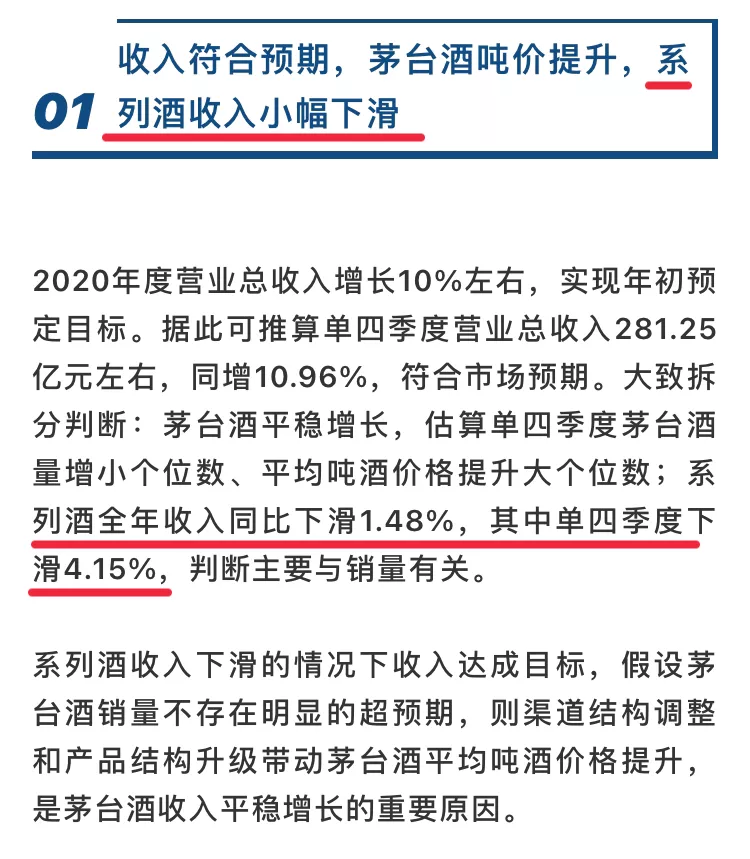 01
收入符合预期，茅台酒吨价提升，系
列酒收入小幅下滑
2020年度营业总收入增长10%左右，实现年初预
定目标。据此可推算单四季度营业总收入281.25
亿元左右，同增10.96%，符合市场预期。大致拆
分判断：茅台酒平稳增长，估算单四季度茅台酒
量增小个位数、平均吨酒价格提升大个位数；系
列酒全年收入同比下滑1.48%，其中单四季度下
滑4.15%，判断主要与销量有关。
系列酒收入下滑的情况下收入达成目标，假设茅
台酒销量不存在明显的超预期，则渠道结构调整
和产品结构升级带动茅台酒平均吨酒价格提升，
是茅台酒收入平稳增长的重要原因。